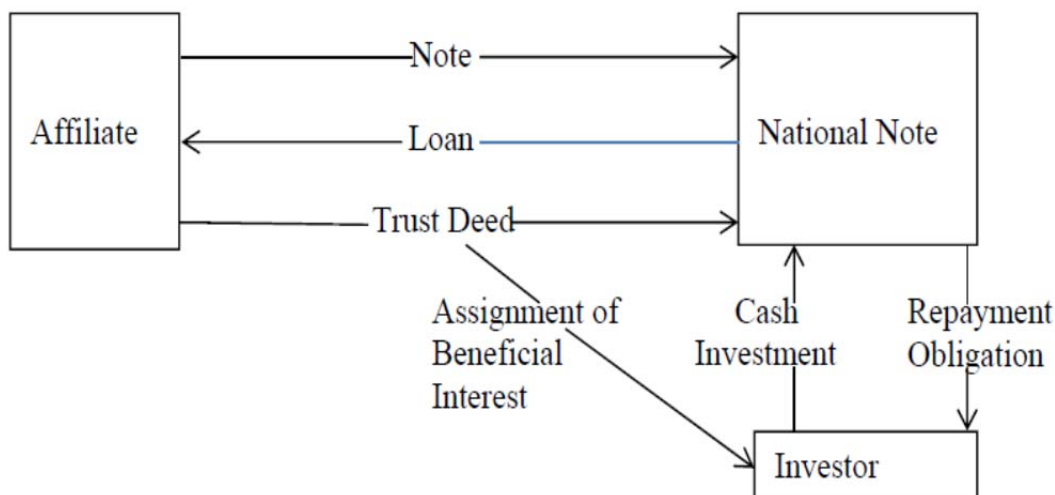 Note
Affiliate
Loan
National Note
Trust Deed
Assignment of
Beneficial
Interest
Cash
Investment
Repayment
Obligation
Investor